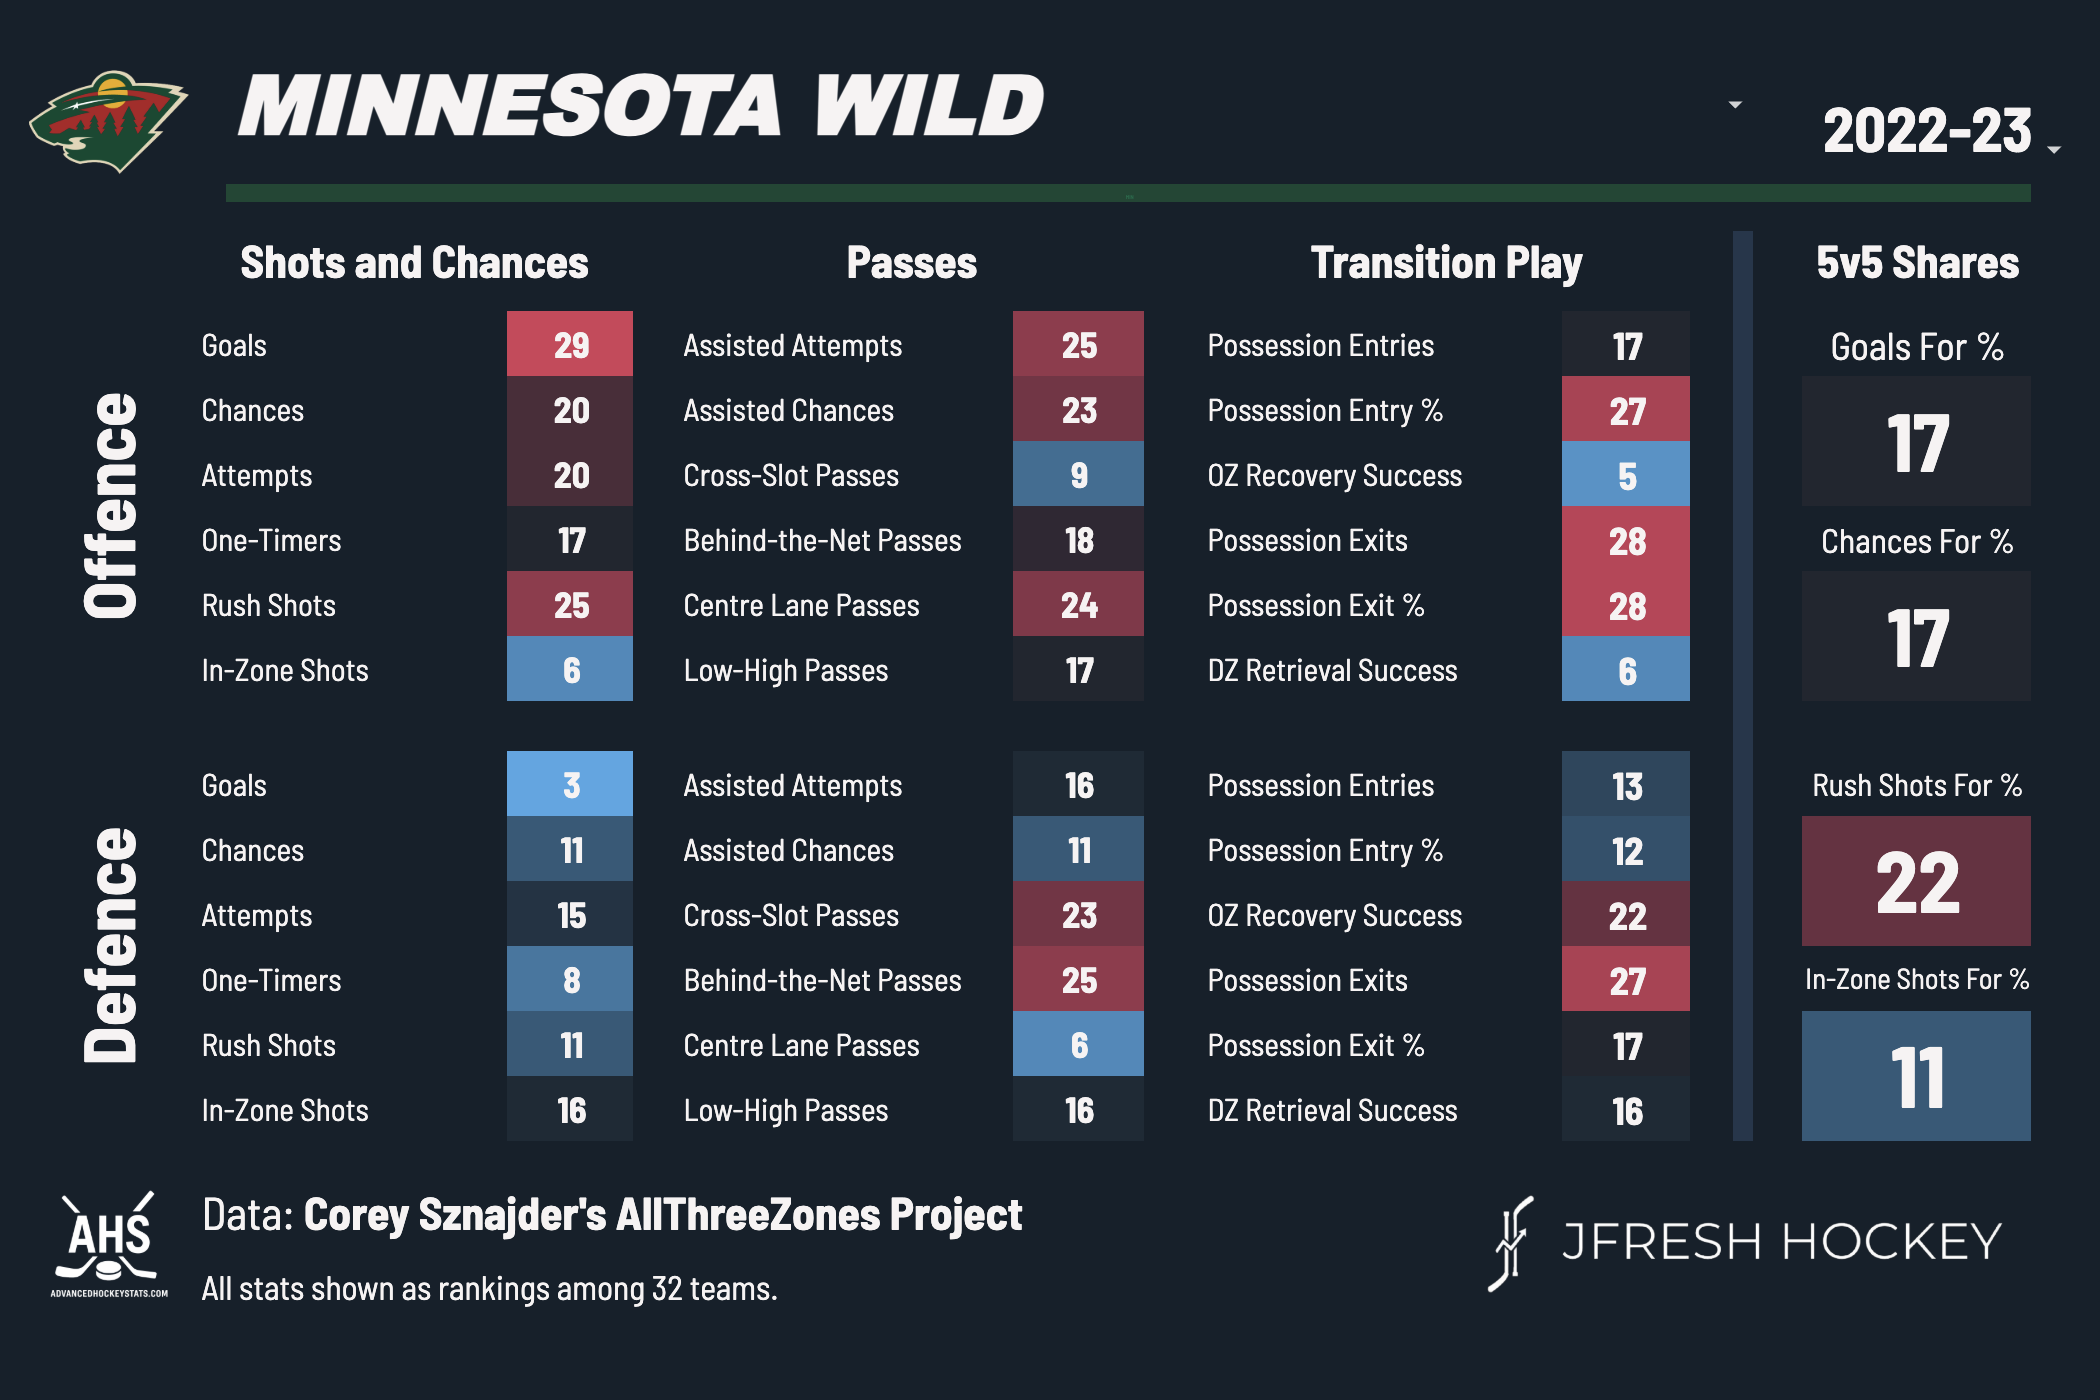 MINNESOTA WILD
2022-23
Shots and Chances
Passes
Transition Play
5v5 Shares
Offence
Goals 29
Chances 20
Attempts 20
One-Timers 17
Rush Shots 25
In-Zone Shots 6
Assisted Attempts 25
Assisted Chances 23
Cross-Slot Passes 9
Behind-the-Net Passes 18
Centre Lane Passes 24
Low-High Passes 17
Possession Entries 17
Possession Entry % 27
OZ Recovery Success 5
Possession Exits 28
Possession Exit % 28
DZ Retrieval Success 6
Goals For %
17
Chances For %
17
Defence
Goals 3
Chances 11
Attempts 15
One-Timers 8
Rush Shots 11
In-Zone Shots 16
Assisted Attempts 16
Assisted Chances 11
Cross-Slot Passes 23
Behind-the-Net Passes 25
Centre Lane Passes 6
Low-High Passes 16
Possession Entries 13
Possession Entry % 12
OZ Recovery Success 22
Possession Exits 27
Possession Exit % 17
DZ Retrieval Success 16
Rush Shots For %
22
In-Zone Shots For %
11
AHS
ADVANCEDHOCKEYSTATS.COM
Data: Corey Sznajder's AllThreeZones Project
All stats shown as rankings among 32 teams.
JFRESH HOCKEY